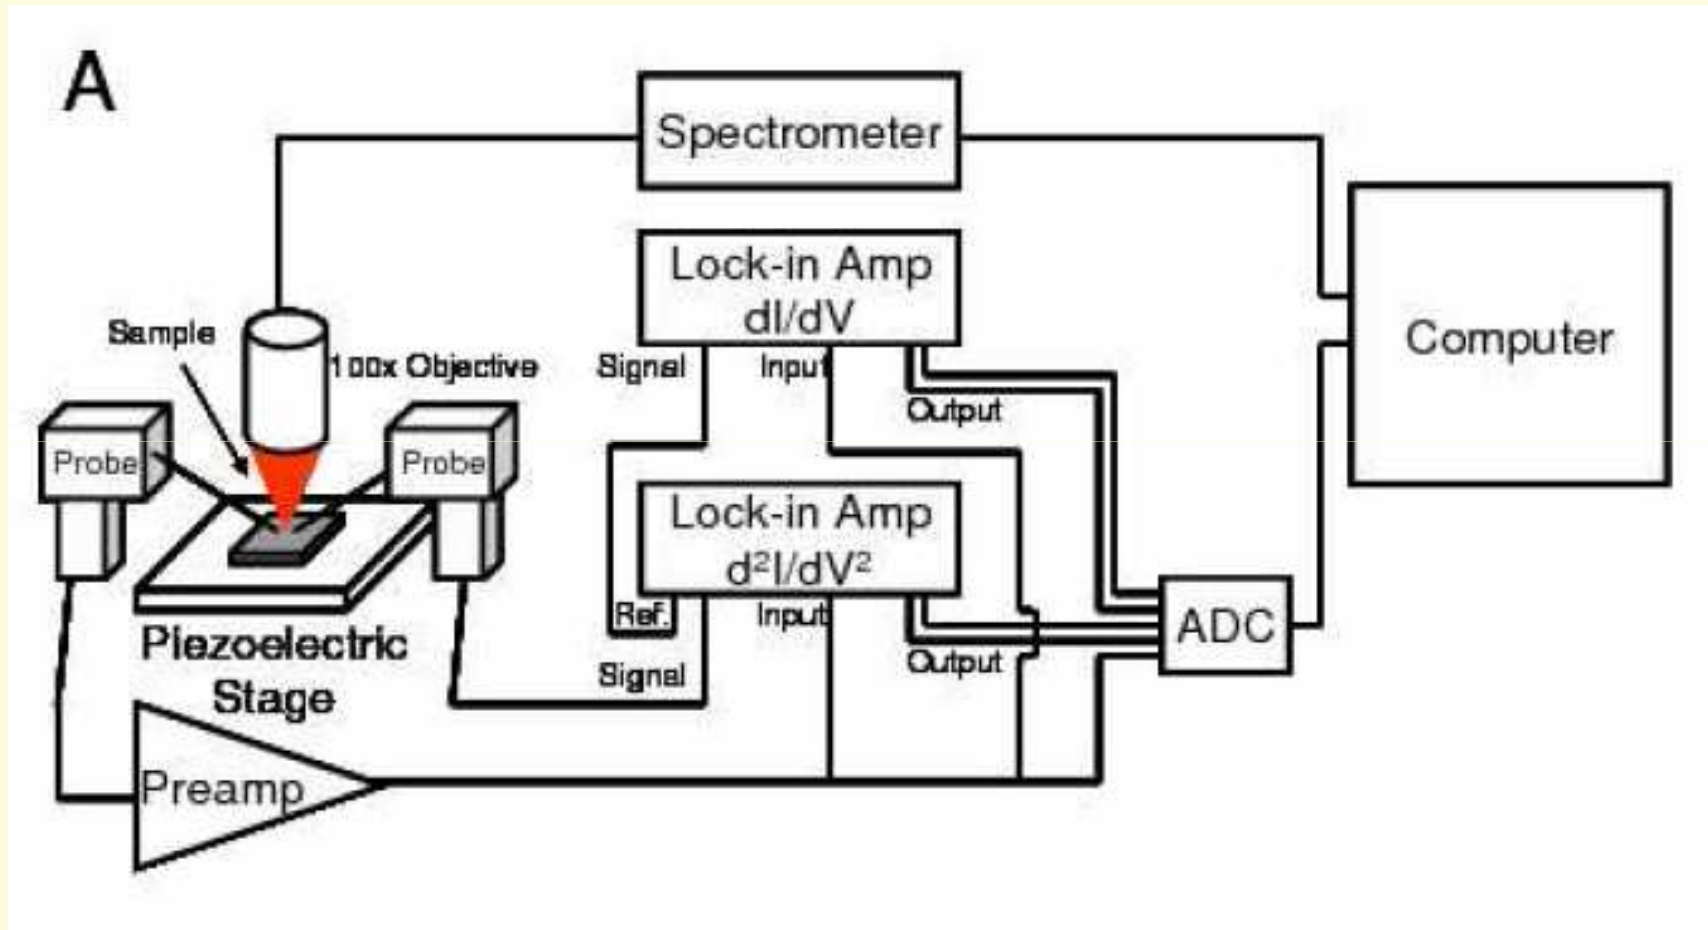 A
Spectrometer
Lock-in Amp
dI/dV
Sample
100x Objective
Signal
Input
Output
Computer
Probe
Probe
Lock-in Amp
d²I/dV²
Ref.
Input
Output
Signal
ADC
Piezoelectric
Stage
Preamp